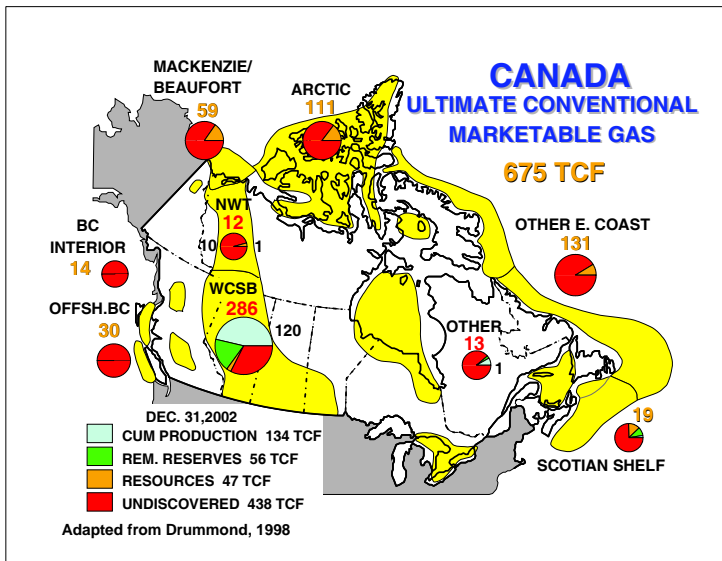 CANADA
ULTIMATE CONVENTIONAL
MARKETABLE GAS
675 TCF
MACKENZIE/
BEAUFORT
59
ARCTIC
111
NWT
12
10
1
BC
INTERIOR
14
OFFSH.BC
30
WCSB
286
120
OTHER E. COAST
131
OTHER
13
1
19
SCOTIAN SHELF
DEC. 31,2002
CUM PRODUCTION 134 TCF
REM. RESERVES 56 TCF
RESOURCES 47 TCF
UNDISCOVERED 438 TCF
Adapted from Drummond, 1998